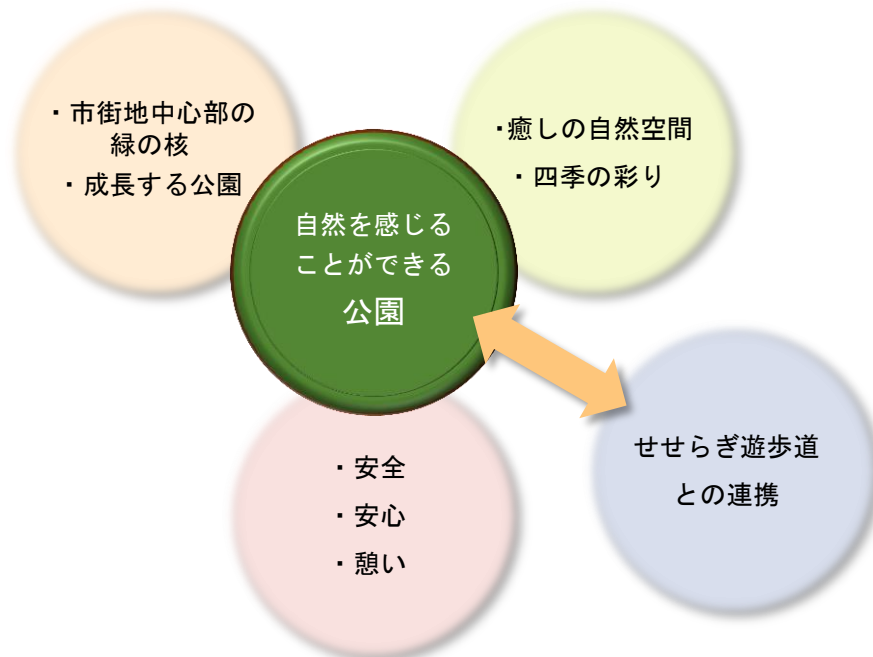 ・市街地中心部の
緑の核
・成長する公園
・癒しの自然空間
・四季の彩り
自然を感じる
ことができる
公園
・安全
・安心
・憩い
せせらぎ遊歩道
との連携